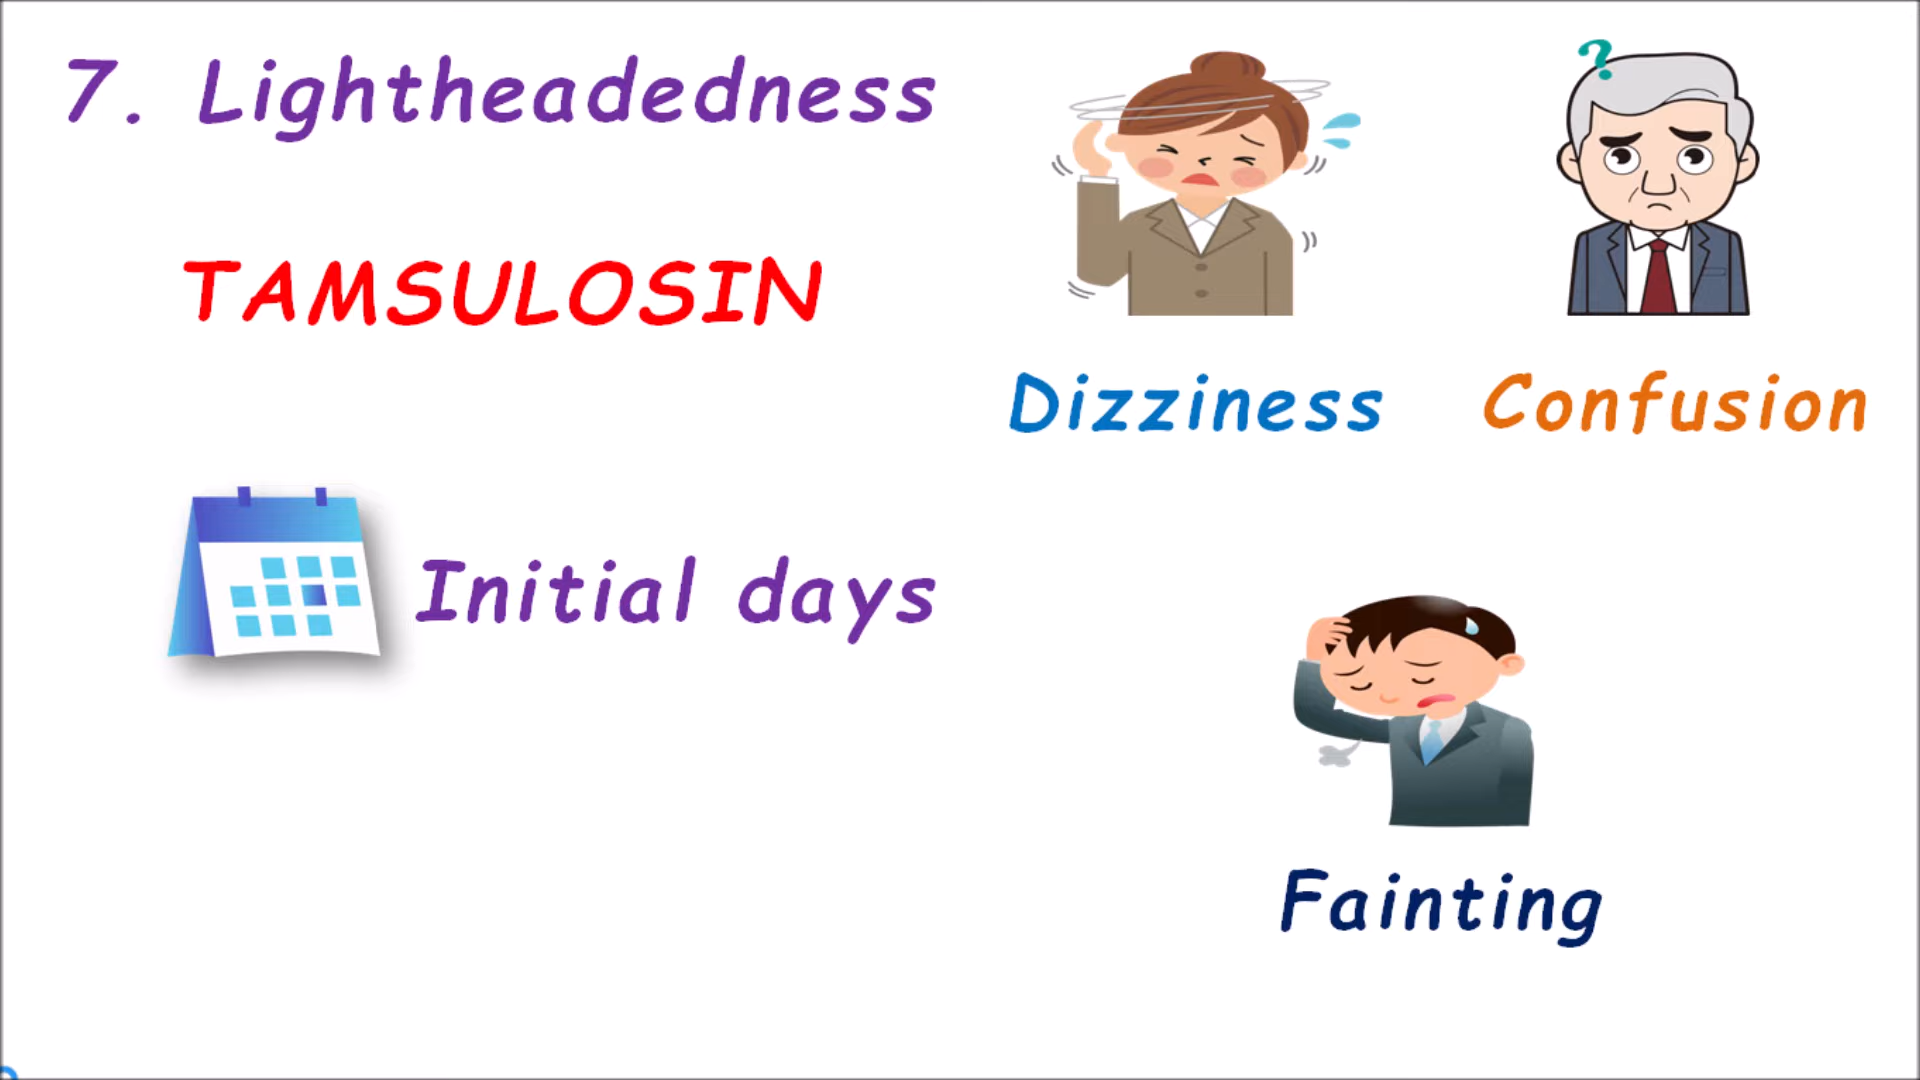 7. Lightheadedness
TAMSULOSIN
?
Dizziness
Confusion
Initial days
Fainting